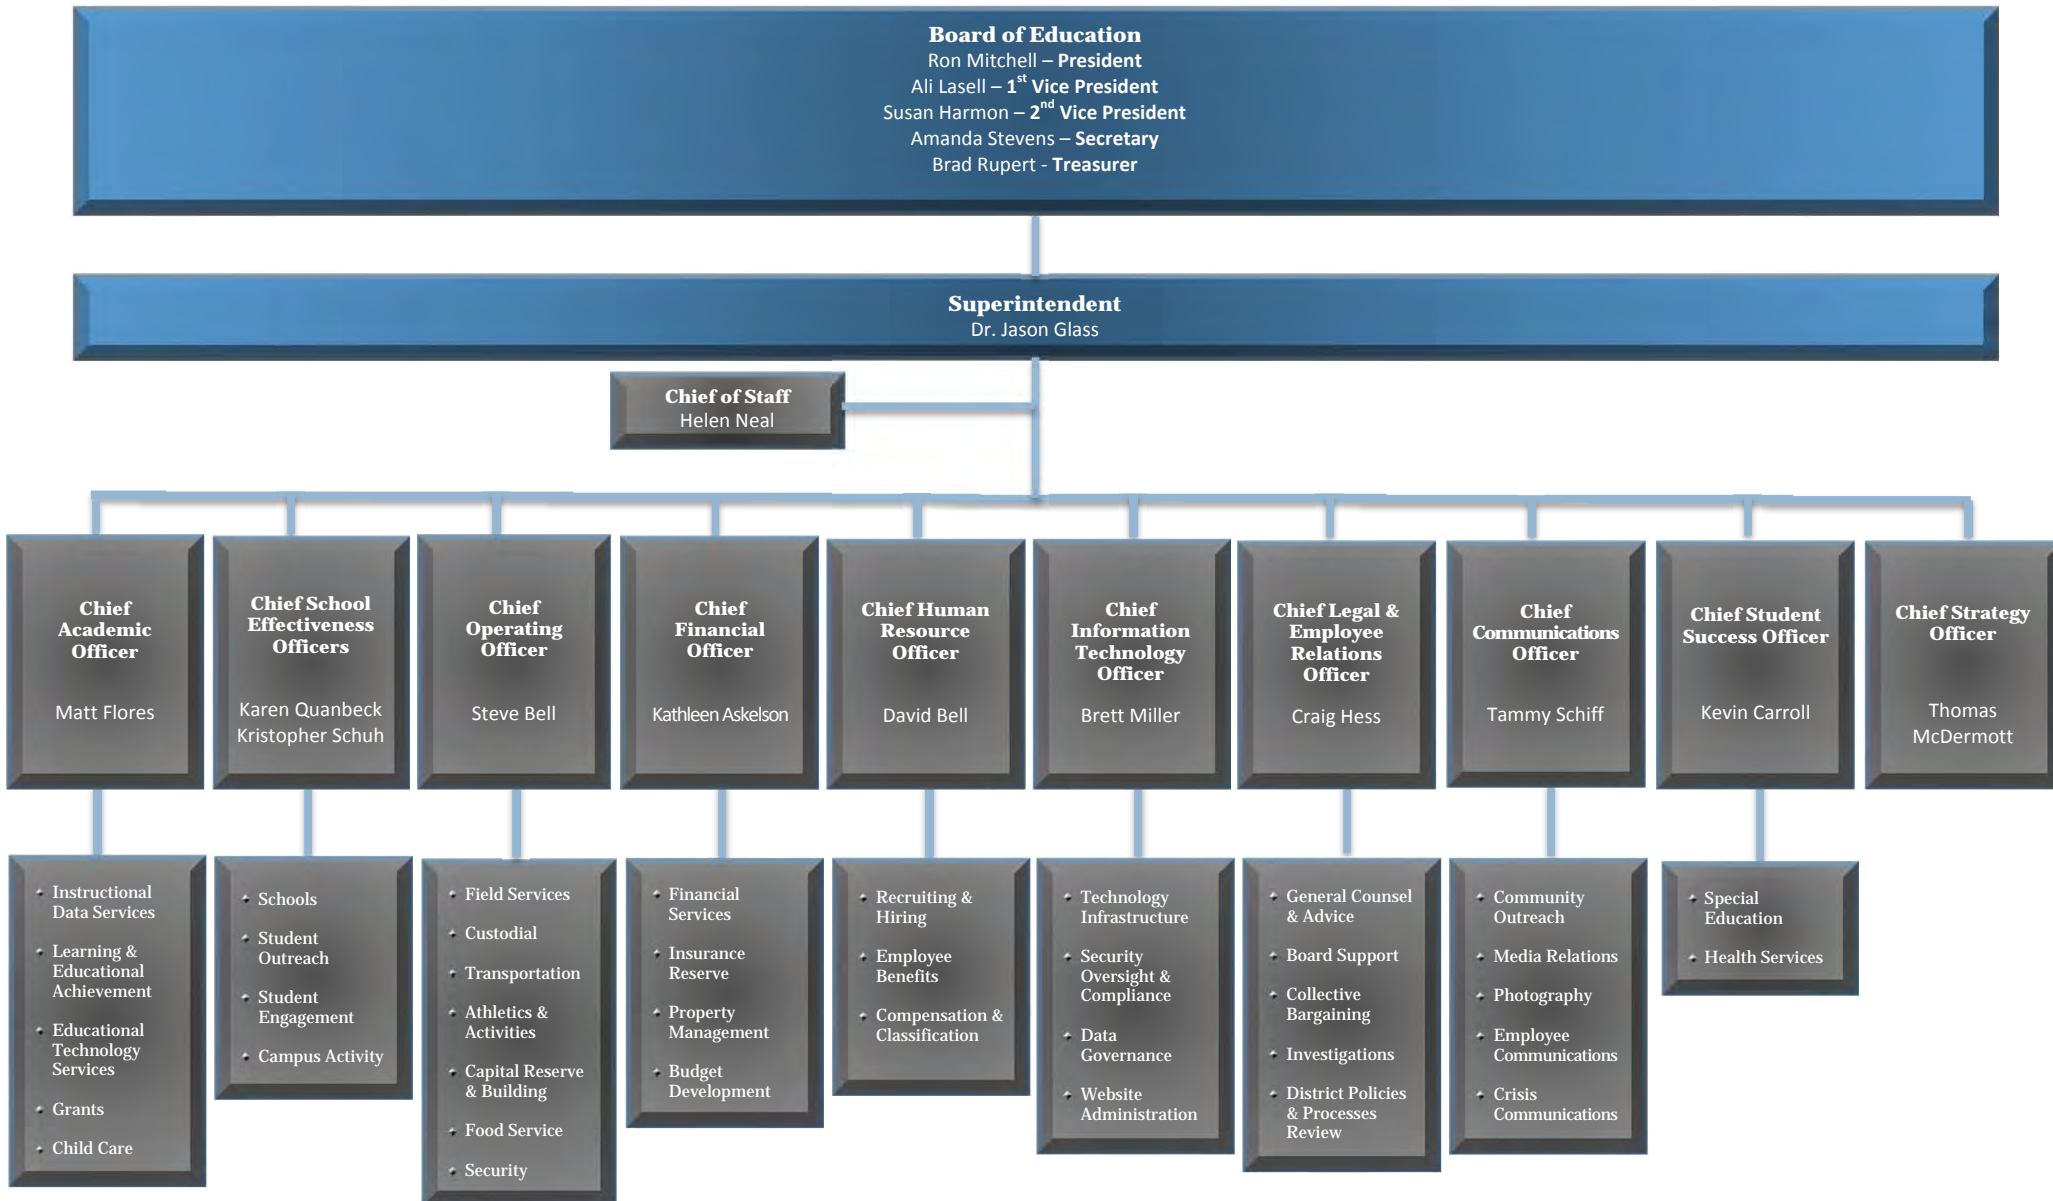 Board of Education
Ron Mitchell – President
Ali Lasell – 1st Vice President
Susan Harmon – 2nd Vice President
Amanda Stevens – Secretary
Brad Rupert - Treasurer
Superintendent
Dr. Jason Glass
Chief of Staff
Helen Neal
Chief
Academic
Officer
Matt Flores
Chief School
Effectiveness
Officers
Karen Quanbeck
Kristopher Schuh
Chief
Operating
Officer
Steve Bell
Chief
Financial
Officer
Kathleen Askelson
Chief Human
Resource
Officer
David Bell
Chief
Information
Technology
Officer
Brett Miller
Chief Legal &
Employee
Relations
Officer
Craig Hess
Chief
Communications
Officer
Tammy Schiff
Chief Student
Success Officer
Kevin Carroll
Chief Strategy
Officer
Thomas
McDermott
Instructional
Data Services
Learning &
Educational
Achievement
Educational
Technology
Services
Grants
Child Care
Schools
Student
Outreach
Student
Engagement
Campus Activity
Field Services
Custodial
Transportation
Athletics &
Activities
Capital Reserve
& Building
Food Service
Security
Financial
Services
Insurance
Reserve
Property
Management
Budget
Development
Recruiting &
Hiring
Employee
Benefits
Compensation &
Classification
Technology
Infrastructure
Security
Oversight &
Compliance
Data
Governance
Website
Administration
General Counsel
& Advice
Board Support
Collective
Bargaining
Investigations
District Policies
& Processes
Review
Community
Outreach
Media Relations
Photography
Employee
Communications
Crisis
Communications
Special
Education
Health Services